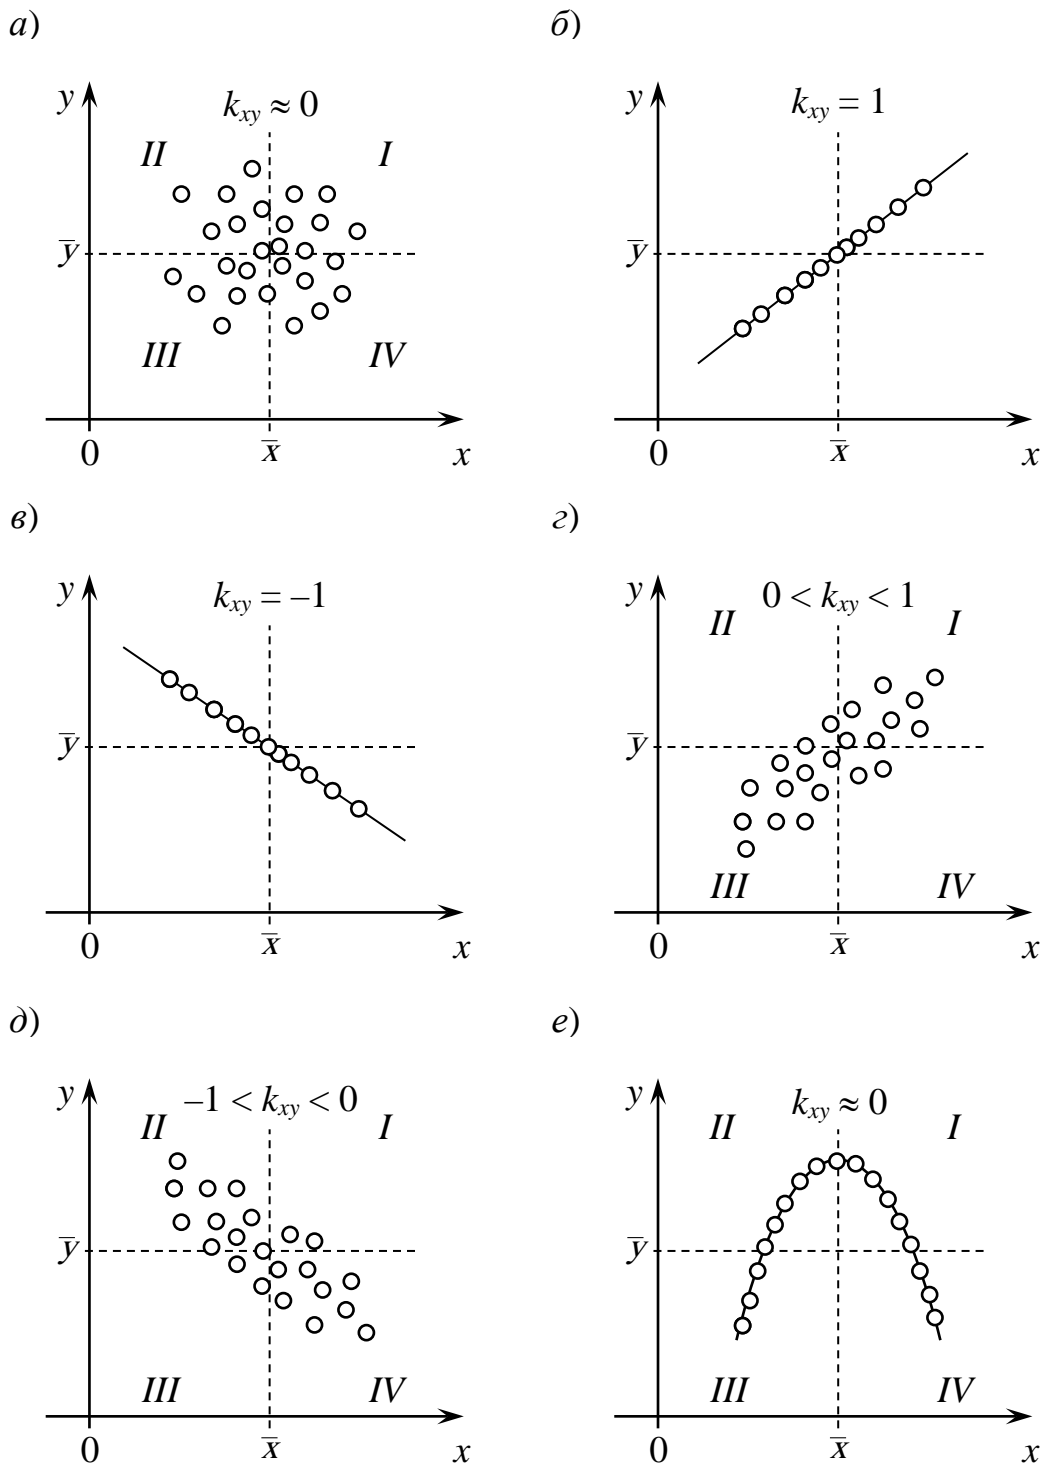 а)
y
k_xy ≈ 0
II
I
y̅
III
IV
0
x̅
x
б)
y
k_xy = 1
y̅
0
x̅
x
в)
y
k_xy = –1
y̅
0
x̅
x
г)
y
0 < k_xy < 1
II
I
y̅
III
IV
0
x̅
x
д)
y
–1 < k_xy < 0
II
I
y̅
III
IV
0
x̅
x
е)
y
k_xy ≈ 0
II
I
y̅
III
IV
0
x̅
x